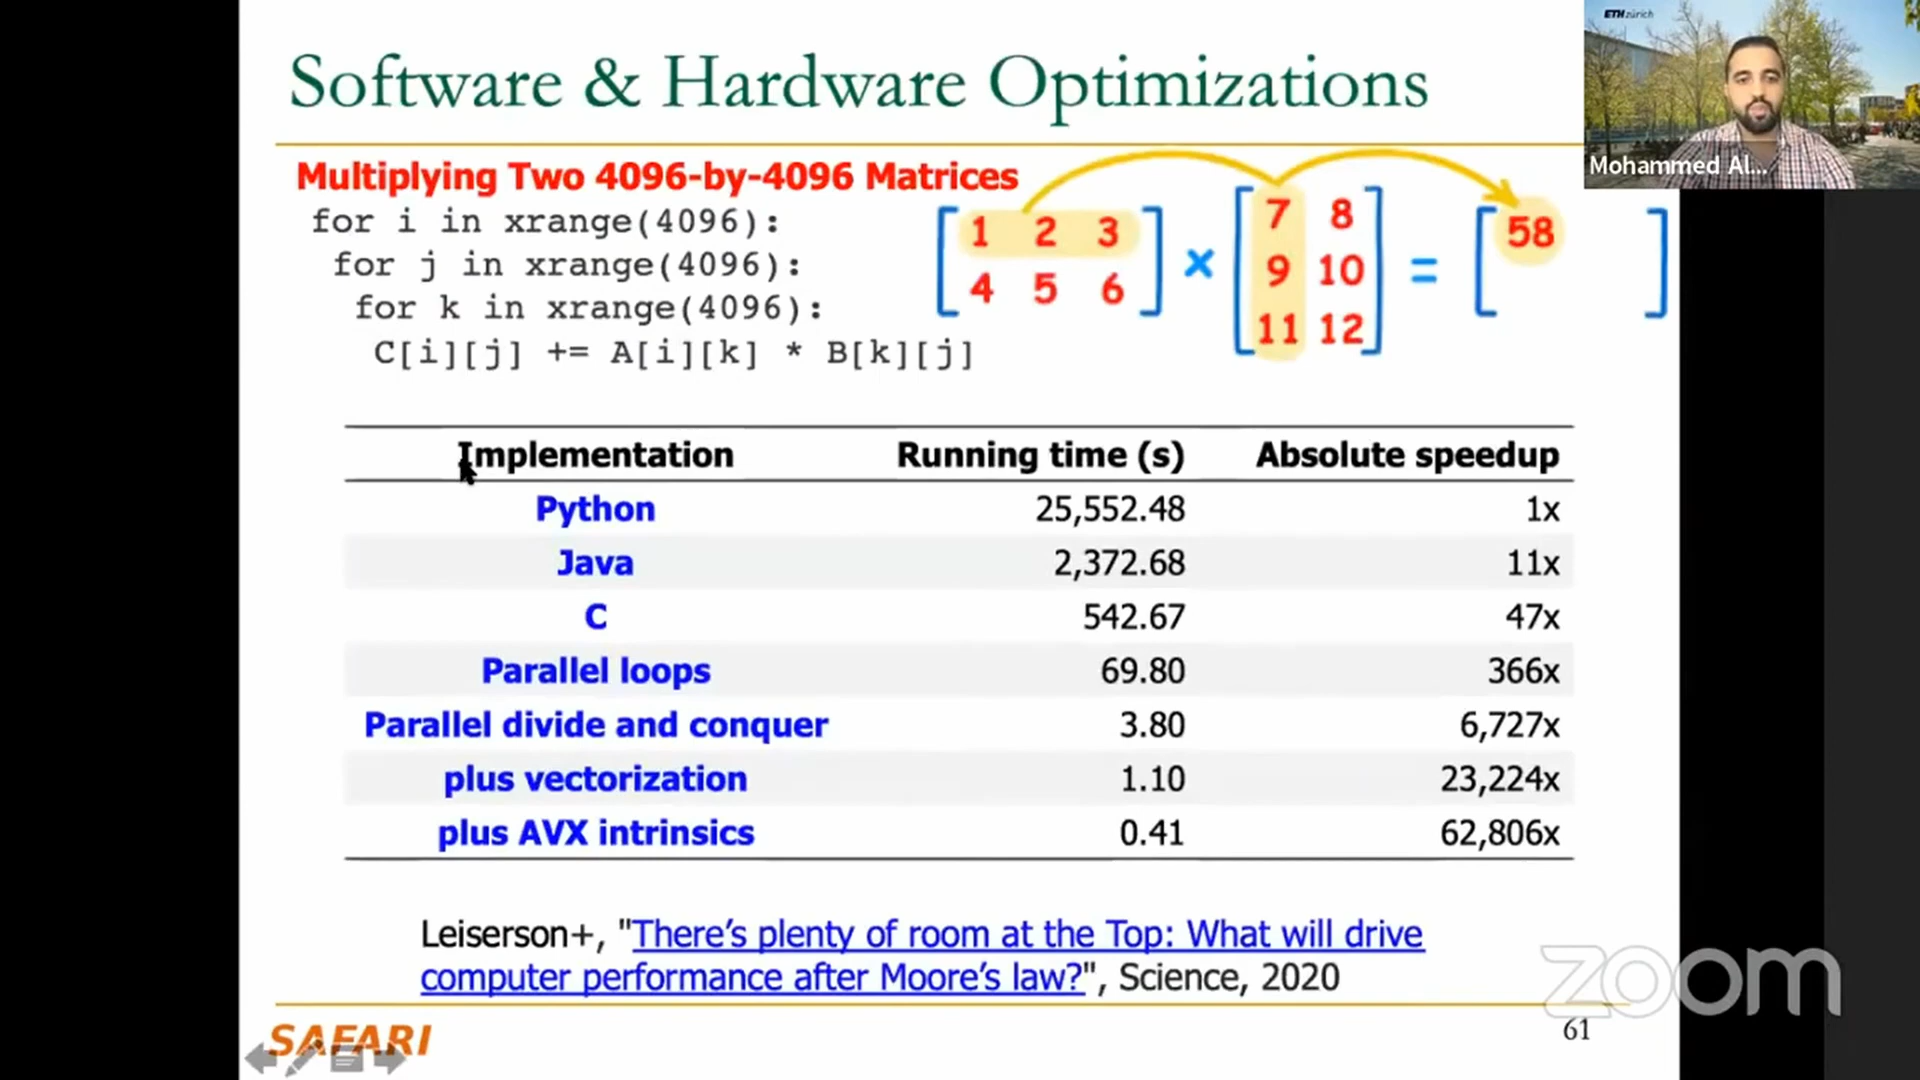 Software & Hardware Optimizations
ETH zürich
Mohammed Al...
Multiplying Two 4096-by-4096 Matrices
for i in xrange(4096):
for j in xrange(4096):
for k in xrange(4096):
C[i][j] += A[i][k] * B[k][j]
1 2 3
4 5 6
×
7 8
9 10
11 12
=
58
Implementation Running time (s) Absolute speedup
Python 25,552.48 1x
Java 2,372.68 11x
C 542.67 47x
Parallel loops 69.80 366x
Parallel divide and conquer 3.80 6,727x
plus vectorization 1.10 23,224x
plus AVX intrinsics 0.41 62,806x
Leiserson+, "There's plenty of room at the Top: What will drive
computer performance after Moore's law?", Science, 2020
SAFARI
61
zoom